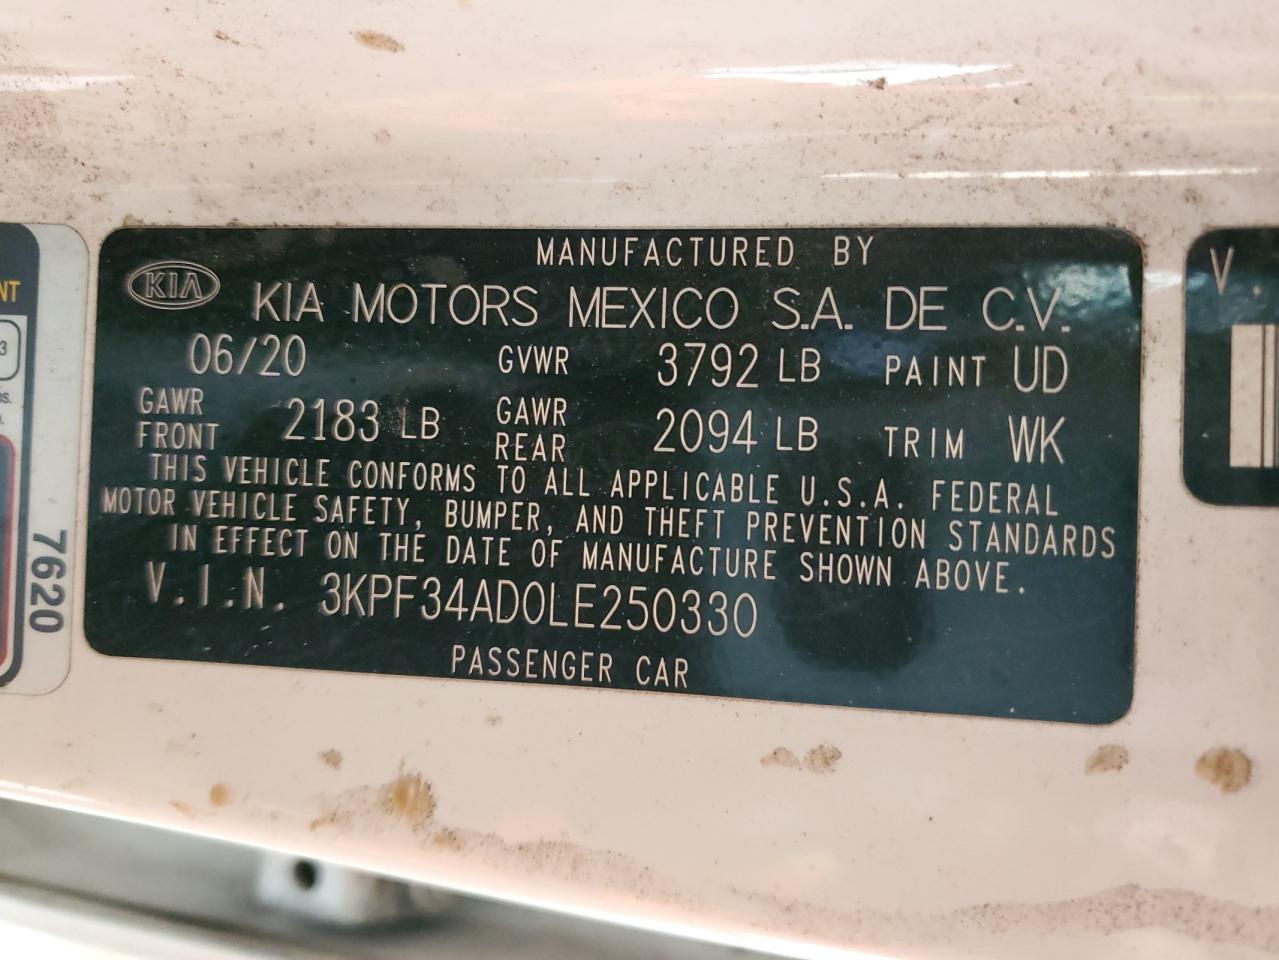 MANUFACTURED BY
KIA
KIA MOTORS MEXICO S.A. DE C.V.
06/20 GVWR 3792 LB PAINT UD
GAWR FRONT 2183 LB GAWR REAR 2094 LB TRIM WK
THIS VEHICLE CONFORMS TO ALL APPLICABLE U.S.A. FEDERAL
MOTOR VEHICLE SAFETY, BUMPER, AND THEFT PREVENTION STANDARDS
IN EFFECT ON THE DATE OF MANUFACTURE SHOWN ABOVE.
V.I.N. 3KPF34AD0LE250330
PASSENGER CAR
NT
3
7620
V.